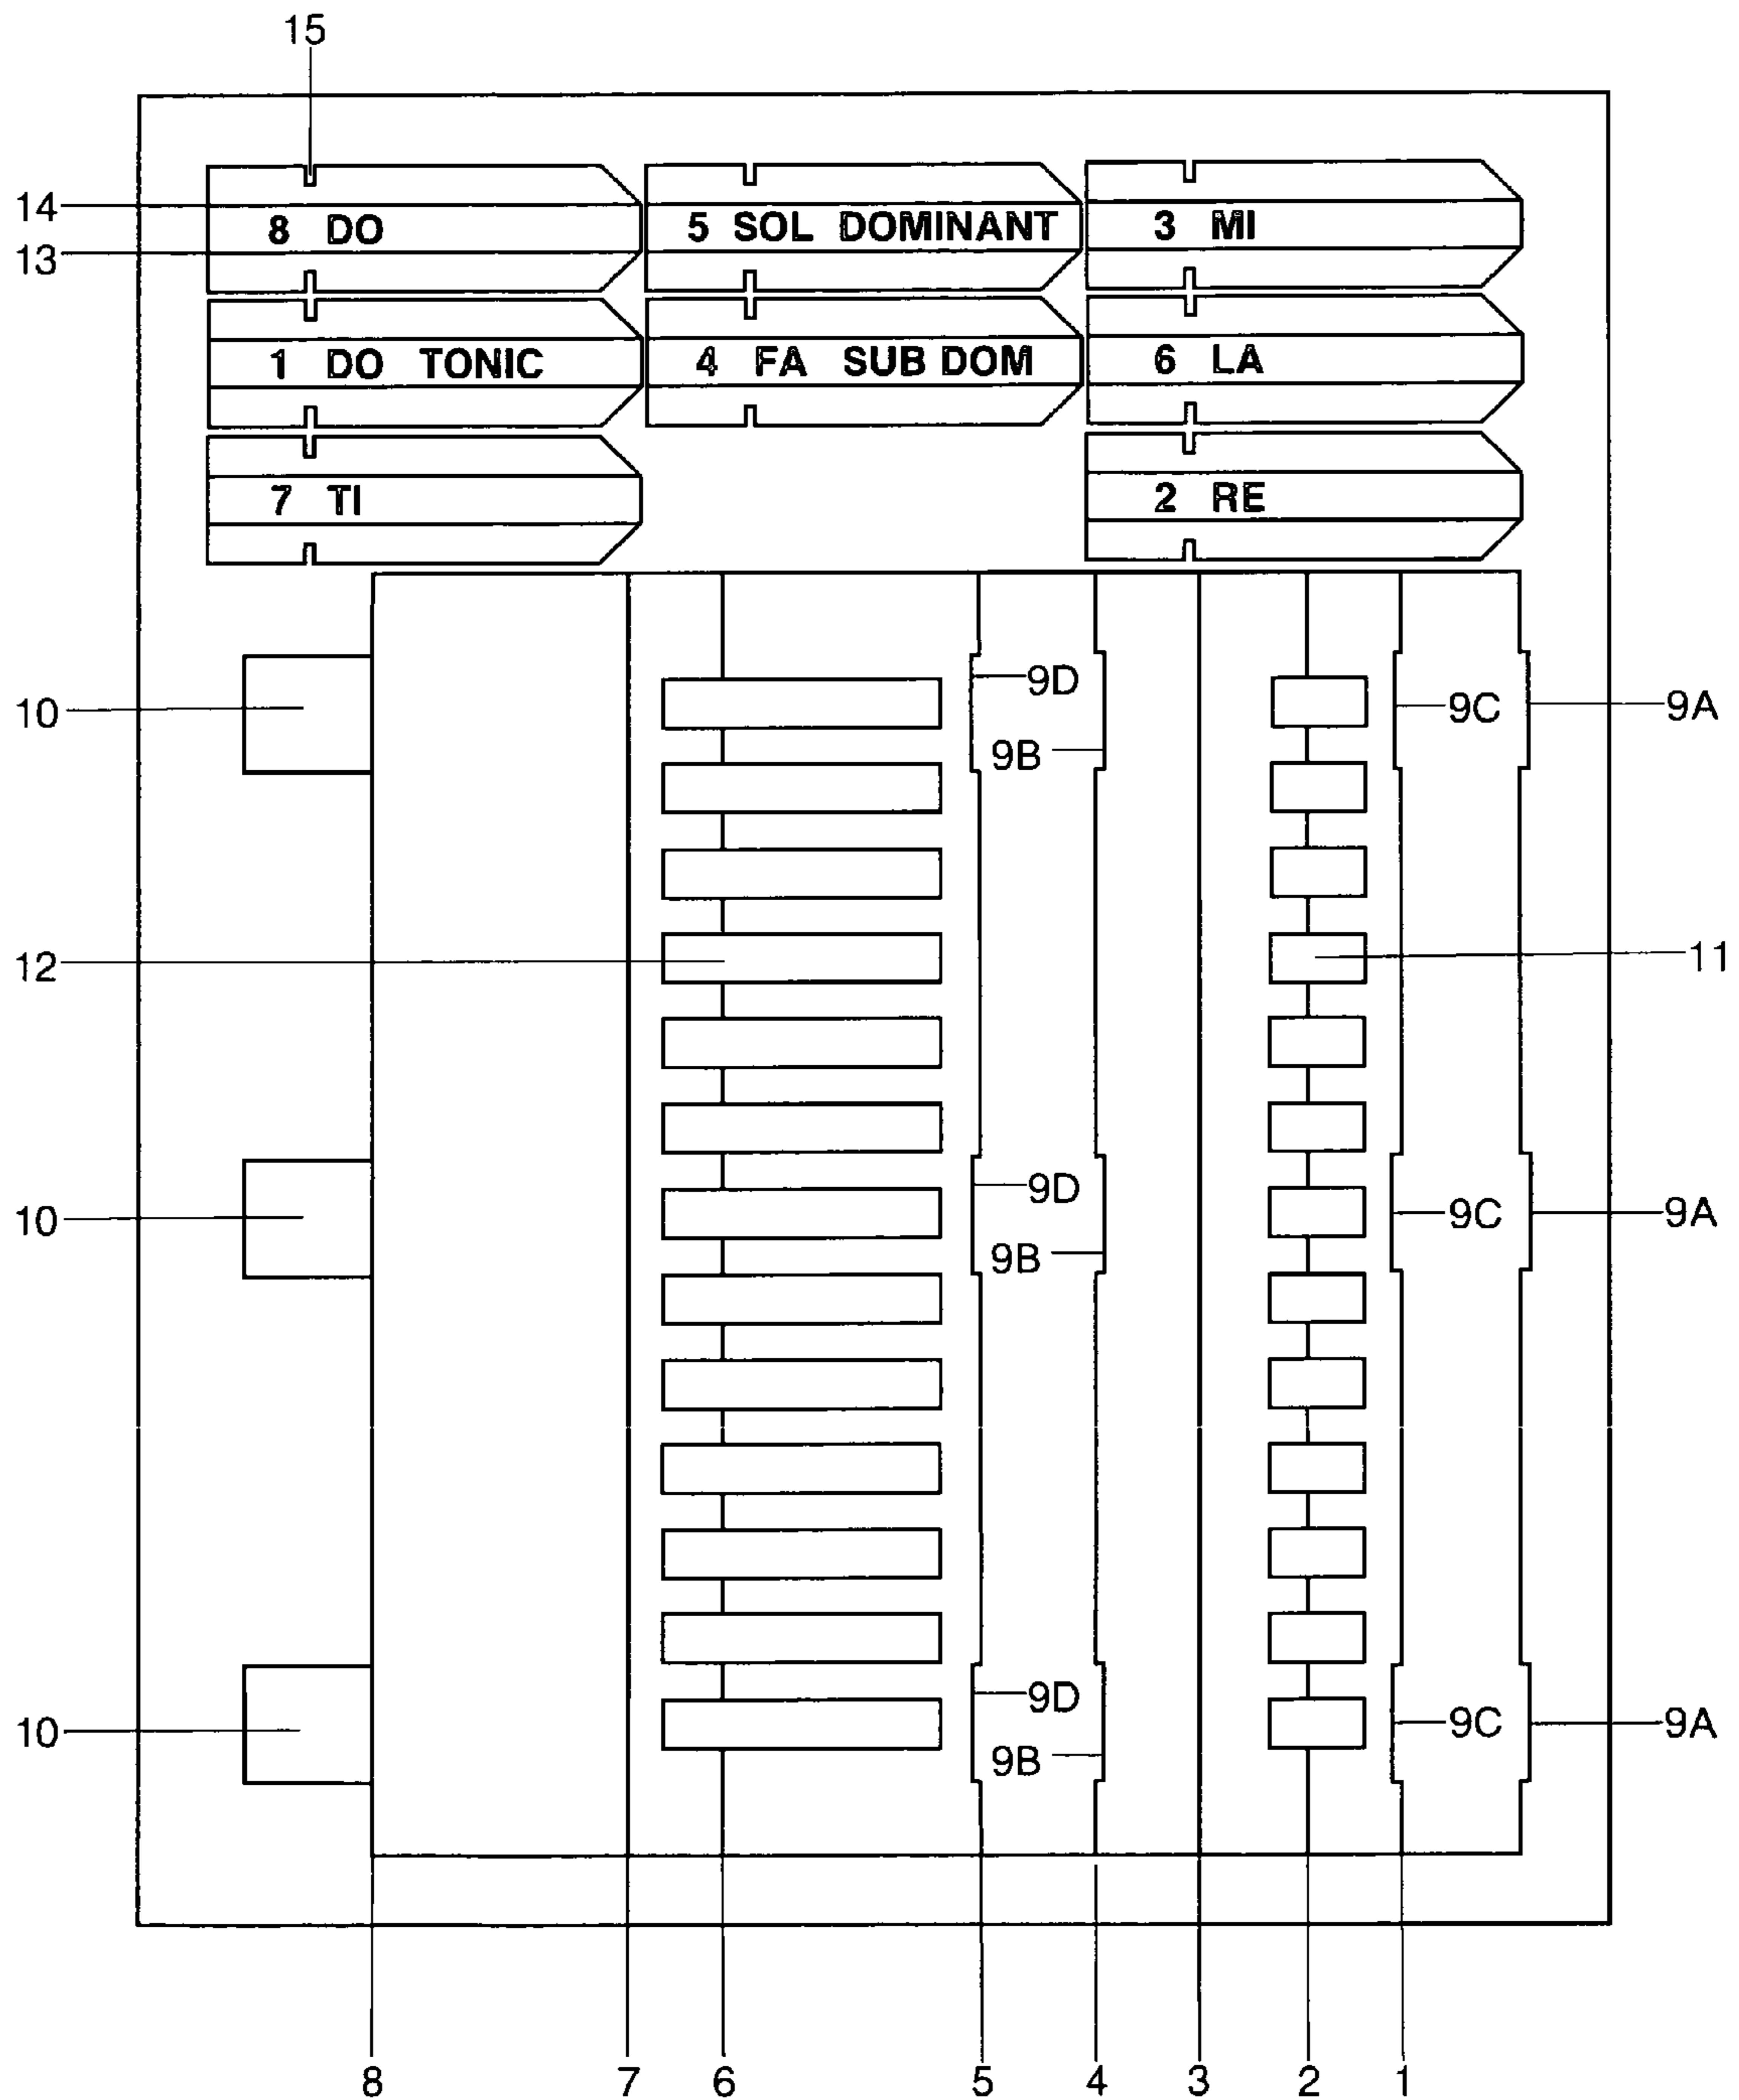 15
14
8 DO 5 SOL DOMINANT 3 MI
13
1 DO TONIC 4 FA SUB DOM 6 LA
7 TI 2 RE
9D
10 9C 9A
9B
12 11
9D
10 9C 9A
9B
9D
10 9C 9A
9B
8 7 6 5 4 3 2 1